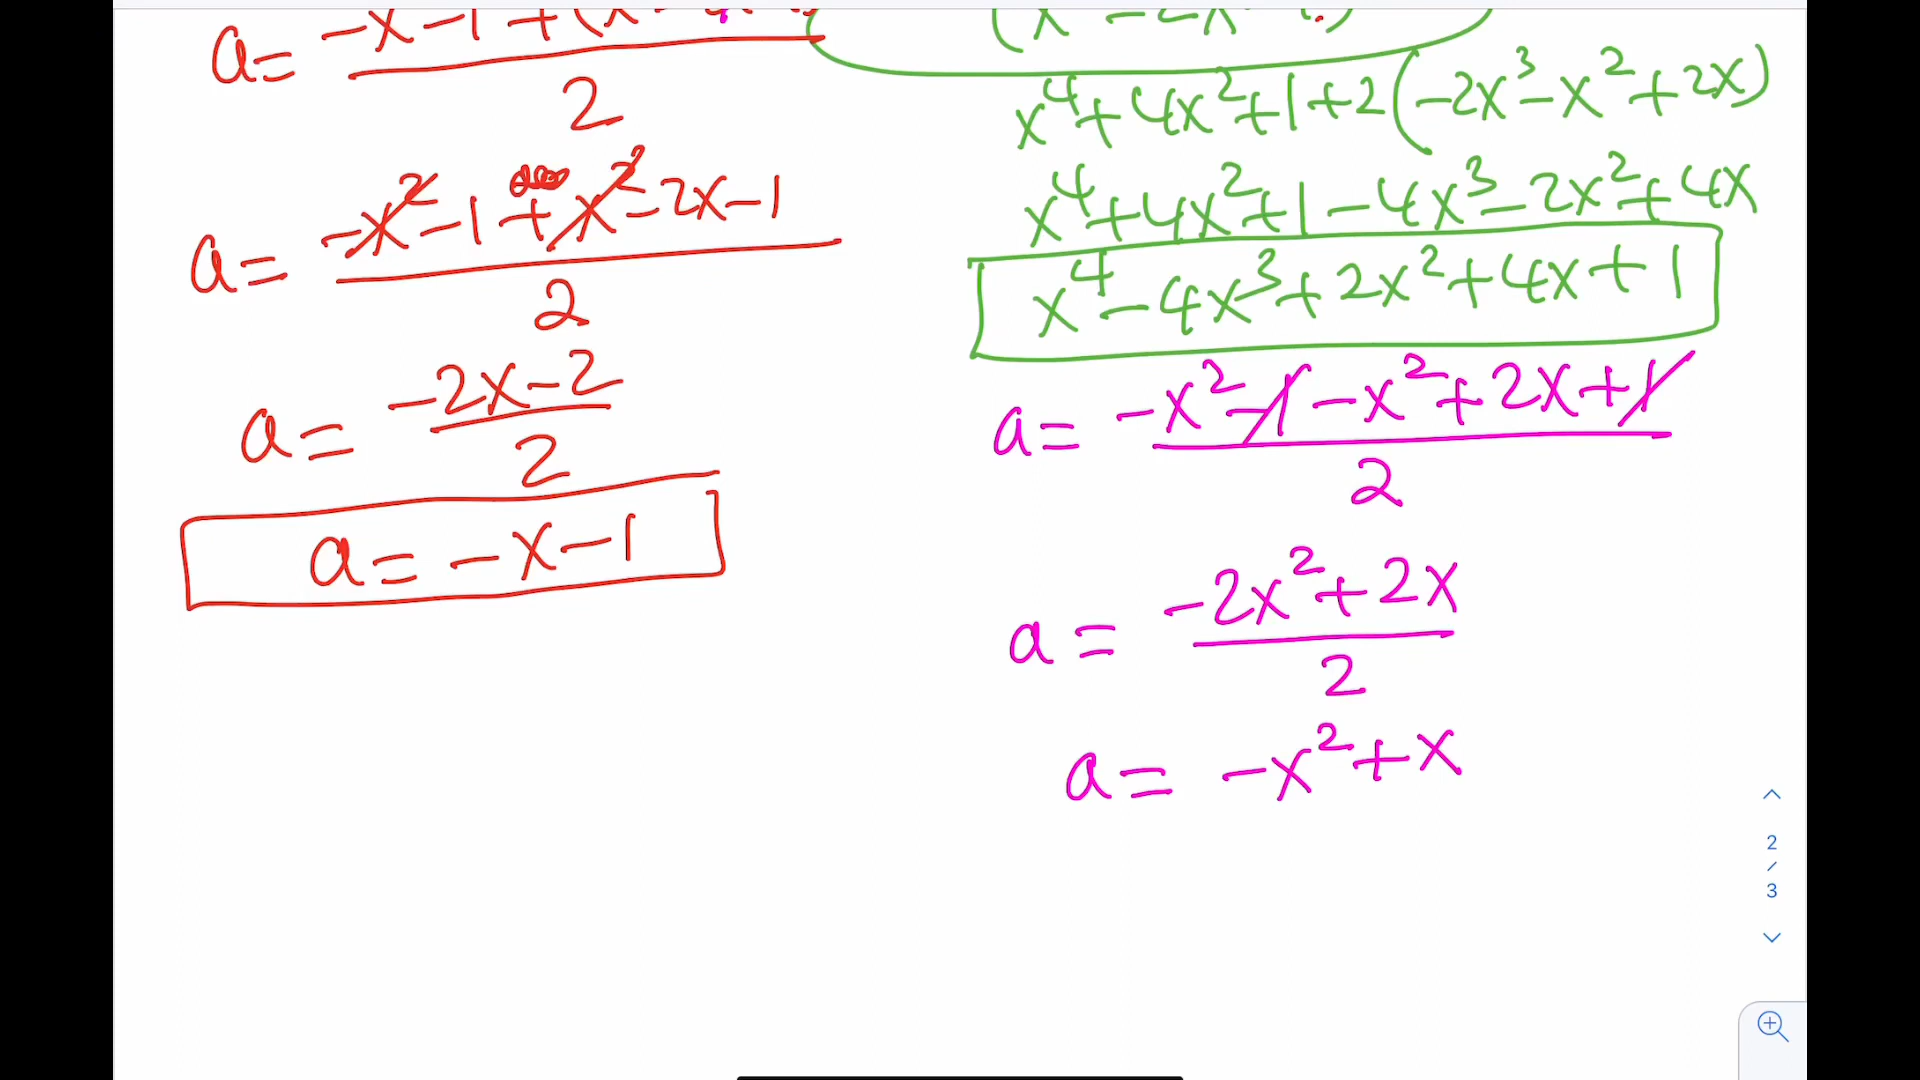 a = -x-1+(x
2
a = -x²-1+x²-2x-1
2
a = -2x-2
2
a = -x-1
x⁴+4x²+1+2(-2x³-x²+2x)
x⁴+4x²+1-4x³-2x²+4x
x⁴-4x³+2x²+4x+1
a = -x²-1-x²+2x+1
2
a = -2x²+2x
2
a = -x²+x
2
/
3